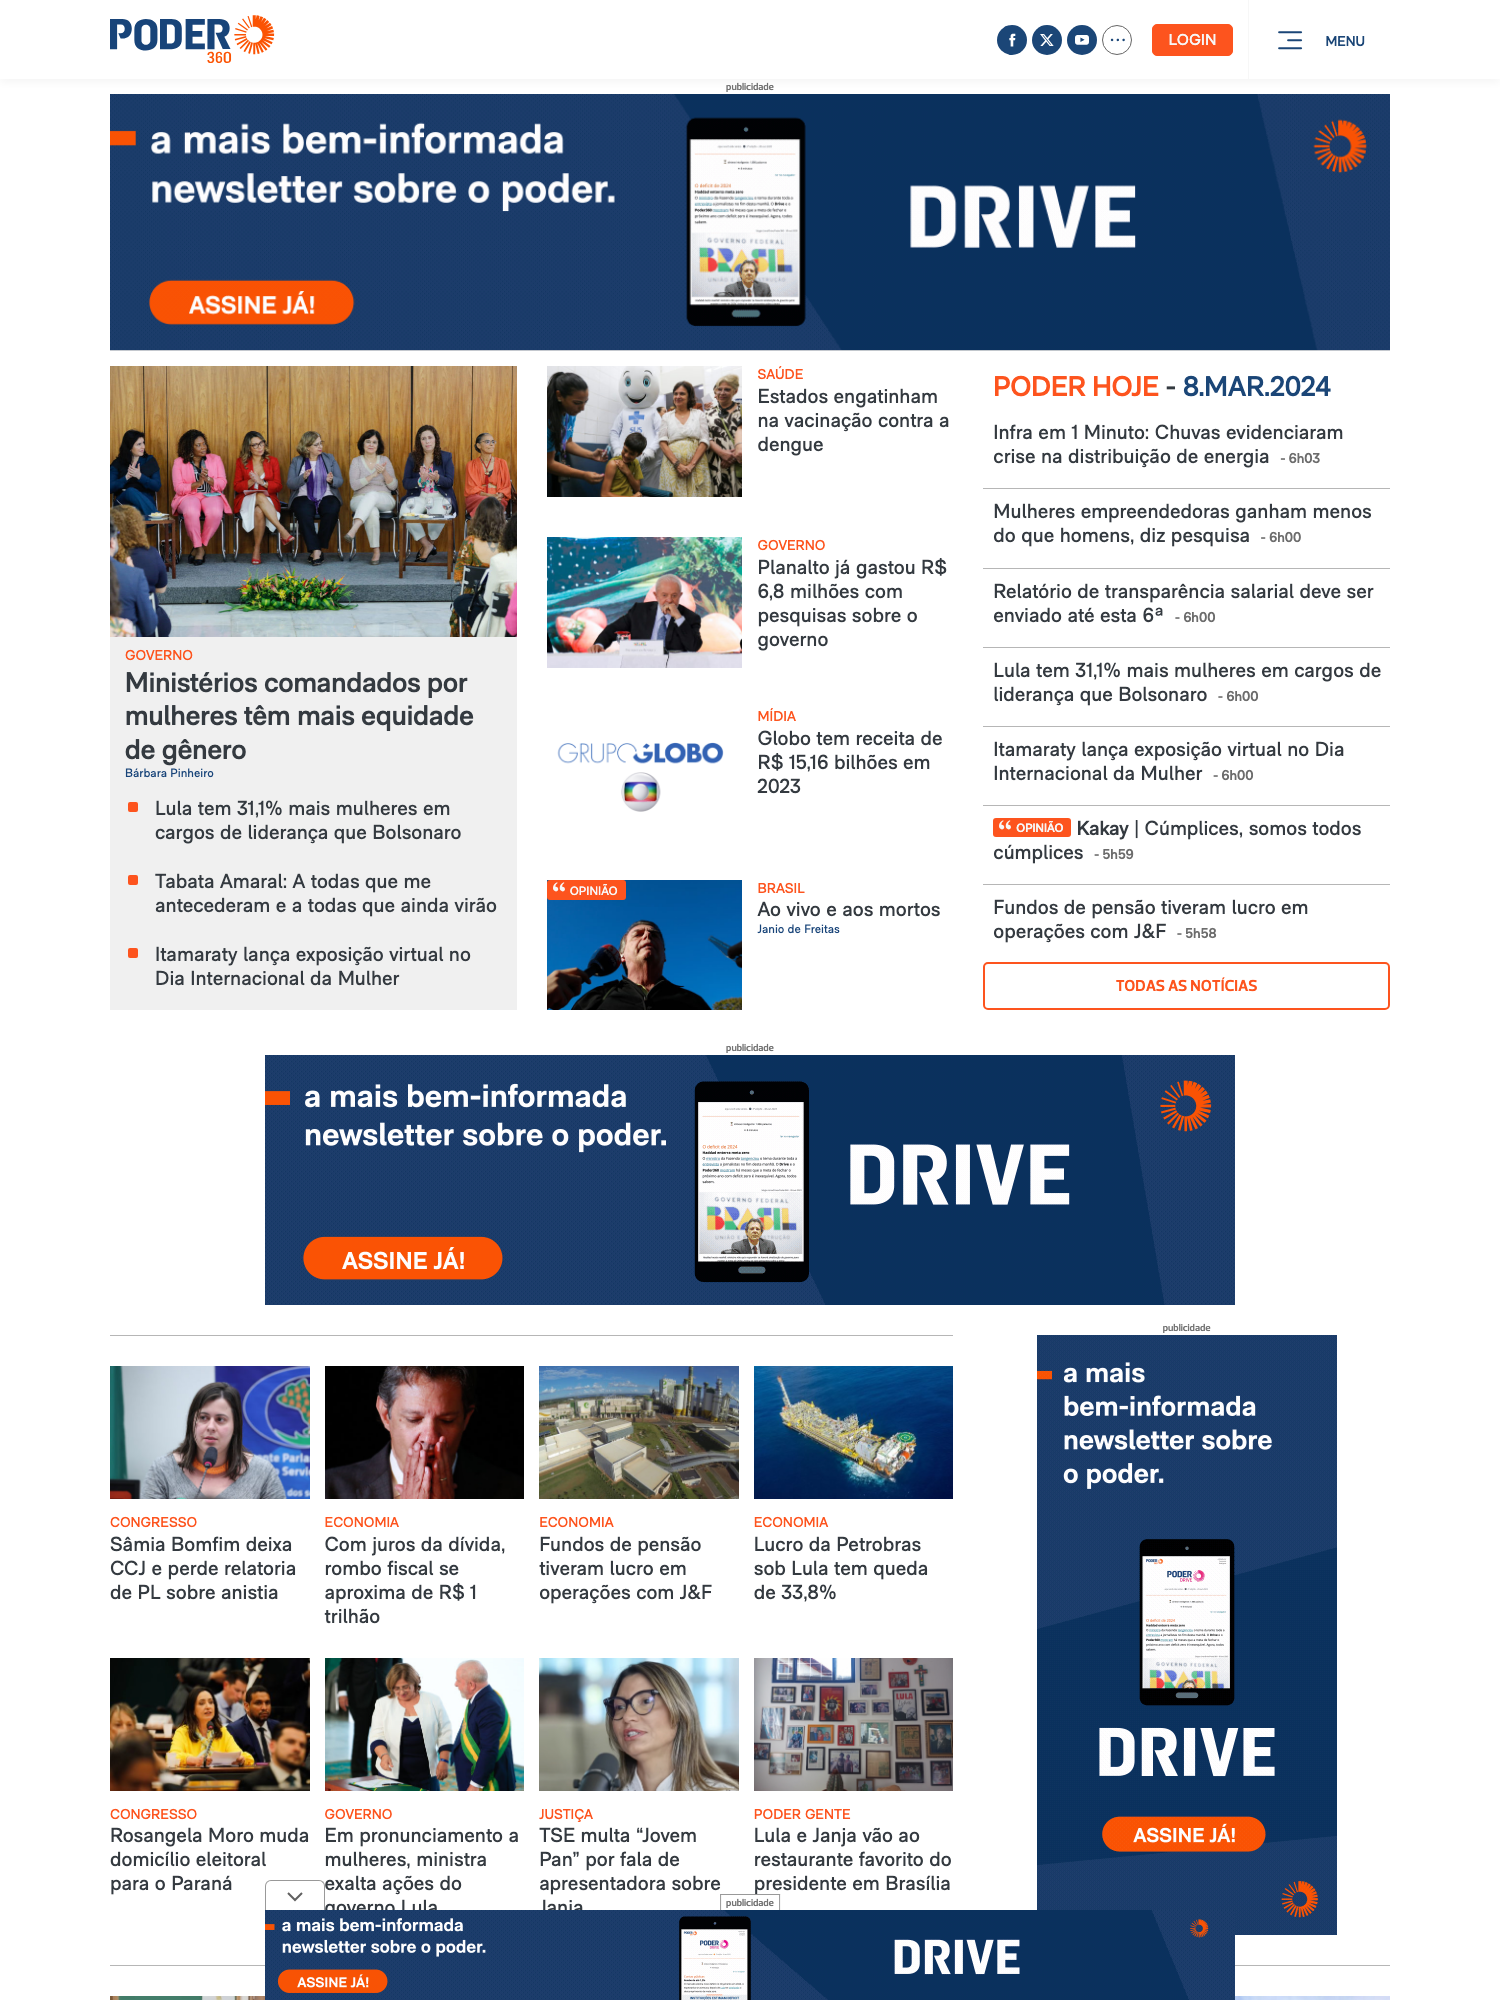 PODER
360
LOGIN
MENU
publicidade
a mais bem-informada
newsletter sobre o poder.
ASSINE JÁ!
GOVERNO FEDERAL
BRASIL
DRIVE
GOVERNO
Ministérios comandados por
mulheres têm mais equidade
de gênero
Bárbara Pinheiro
Lula tem 31,1% mais mulheres em
cargos de liderança que Bolsonaro
Tabata Amaral: A todas que me
antecederam e a todas que ainda virão
Itamaraty lança exposição virtual no
Dia Internacional da Mulher
SAÚDE
Estados engatinham
na vacinação contra a
dengue
GOVERNO
Planalto já gastou R$
6,8 milhões com
pesquisas sobre o
governo
GRUPO GLOBO
MÍDIA
Globo tem receita de
R$ 15,16 bilhões em
2023
“ OPINIÃO
BRASIL
Ao vivo e aos mortos
Janio de Freitas
PODER HOJE - 8.MAR.2024
Infra em 1 Minuto: Chuvas evidenciaram
crise na distribuição de energia - 6h03
Mulheres empreendedoras ganham menos
do que homens, diz pesquisa - 6h00
Relatório de transparência salarial deve ser
enviado até esta 6ª - 6h00
Lula tem 31,1% mais mulheres em cargos de
liderança que Bolsonaro - 6h00
Itamaraty lança exposição virtual no Dia
Internacional da Mulher - 6h00
“ OPINIÃO Kakay | Cúmplices, somos todos
cúmplices - 5h59
Fundos de pensão tiveram lucro em
operações com J&F - 5h58
TODAS AS NOTÍCIAS
publicidade
a mais bem-informada
newsletter sobre o poder.
ASSINE JÁ!
GOVERNO FEDERAL
BRASIL
DRIVE
CONGRESSO
Sâmia Bomfim deixa
CCJ e perde relatoria
de PL sobre anistia
ECONOMIA
Com juros da dívida,
rombo fiscal se
aproxima de R$ 1
trilhão
ECONOMIA
Fundos de pensão
tiveram lucro em
operações com J&F
ECONOMIA
Lucro da Petrobras
sob Lula tem queda
de 33,8%
CONGRESSO
Rosangela Moro muda
domicílio eleitoral
para o Paraná
GOVERNO
Em pronunciamento a
mulheres, ministra
exalta ações do
governo Lula
JUSTIÇA
TSE multa “Jovem
Pan” por fala de
apresentadora sobre
Janja
LULA
PODER GENTE
Lula e Janja vão ao
restaurante favorito do
presidente em Brasília
publicidade
a mais
bem-informada
newsletter sobre
o poder.
PODER
DRIVE
GOVERNO FEDERAL
DRIVE
ASSINE JÁ!
publicidade
a mais bem-informada
newsletter sobre o poder.
ASSINE JÁ!
PODER
DRIVE